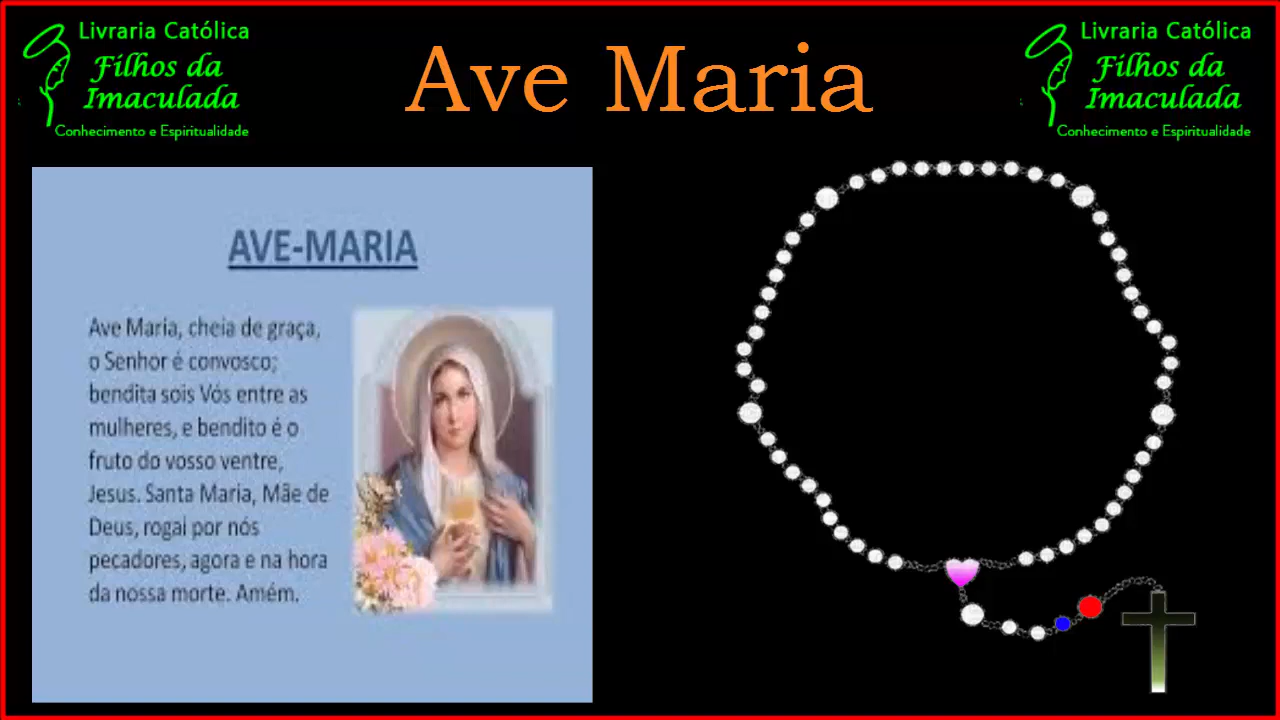 Livraria Católica
Filhos da
Imaculada
Conhecimento e Espiritualidade
Ave Maria
Livraria Católica
Filhos da
Imaculada
Conhecimento e Espiritualidade
AVE-MARIA
Ave Maria, cheia de graça,
o Senhor é convosco;
bendita sois Vós entre as
mulheres, e bendito é o
fruto do vosso ventre,
Jesus. Santa Maria, Mãe de
Deus, rogai por nós
pecadores, agora e na hora
da nossa morte. Amém.